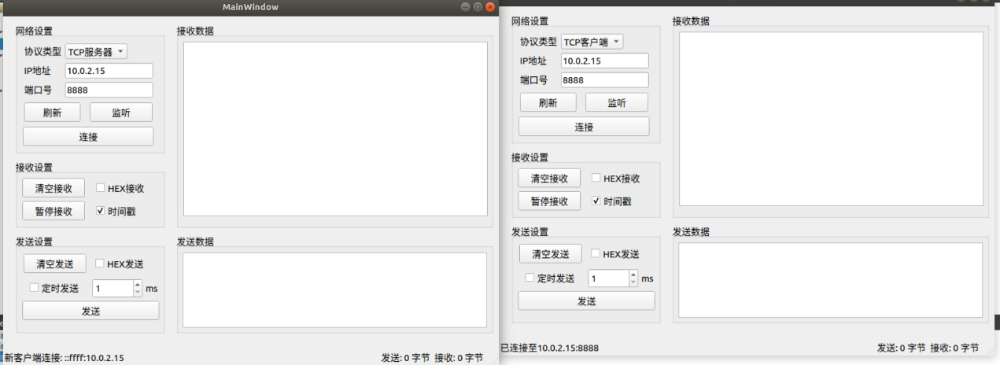 MainWindow
网络设置
接收数据
协议类型 TCP服务器
IP地址 10.0.2.15
端口号 8888
刷新 监听
连接
接收设置
清空接收 HEX接收
暂停接收 时间戳
发送设置
发送数据
清空发送 HEX发送
定时发送 1 ms
发送
新客户端连接: ::ffff:10.0.2.15
发送: 0 字节 接收: 0 字节
网络设置
接收数据
协议类型 TCP客户端
IP地址 10.0.2.15
端口号 8888
刷新 监听
连接
接收设置
清空接收 HEX接收
暂停接收 时间戳
发送设置
发送数据
清空发送 HEX发送
定时发送 1 ms
发送
已连接至10.0.2.15:8888
发送: 0 字节 接收: 0 字节